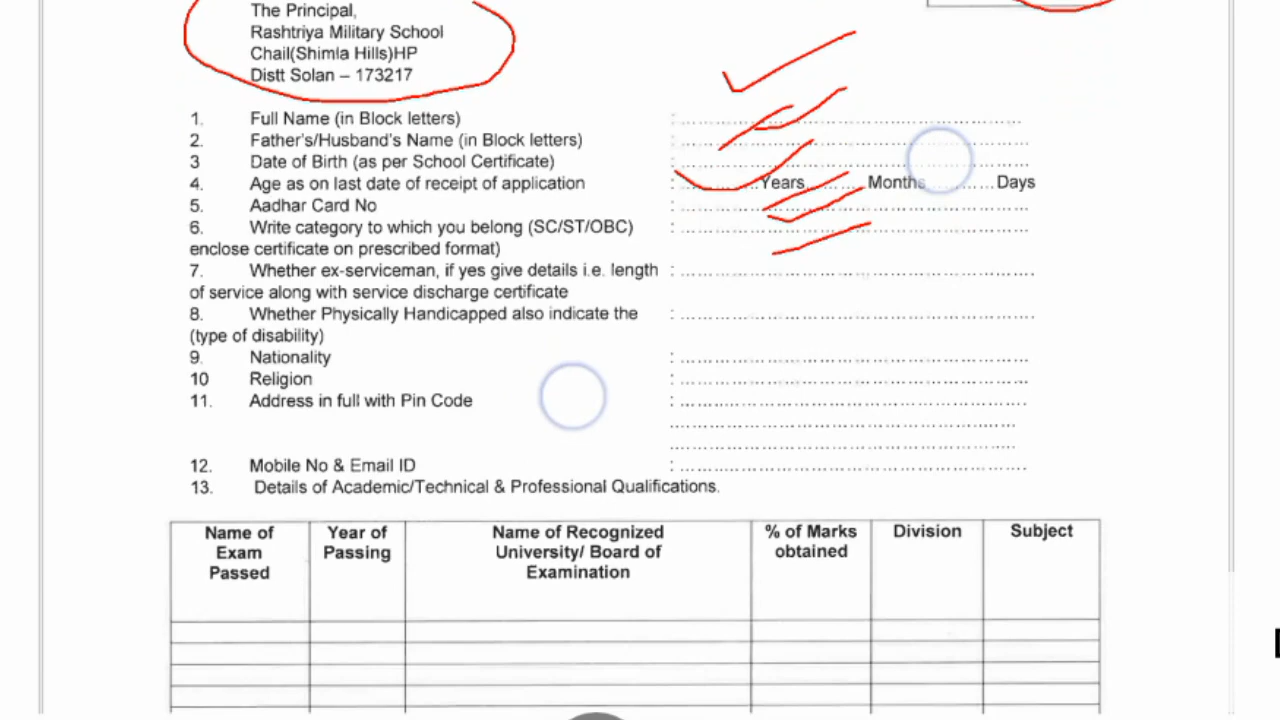 The Principal,
Rashtriya Military School
Chail(Shimla Hills)HP
Distt Solan – 173217
1. Full Name (in Block letters) : ........................
2. Father's/Husband's Name (in Block letters) ........................
3 Date of Birth (as per School Certificate) : ........................
4. Age as on last date of receipt of application : ............Years..........Months............Days
5. Aadhar Card No : ........................
6. Write category to which you belong (SC/ST/OBC) : ........................
enclose certificate on prescribed format)
7. Whether ex-serviceman, if yes give details i.e. length : ........................
of service along with service discharge certificate
8. Whether Physically Handicapped also indicate the : ........................
(type of disability)
9. Nationality : ........................
10 Religion : ........................
11. Address in full with Pin Code : ........................
12. Mobile No & Email ID : ........................
13. Details of Academic/Technical & Professional Qualifications.
Name of Exam Passed | Year of Passing | Name of Recognized University/ Board of Examination | % of Marks obtained | Division | Subject